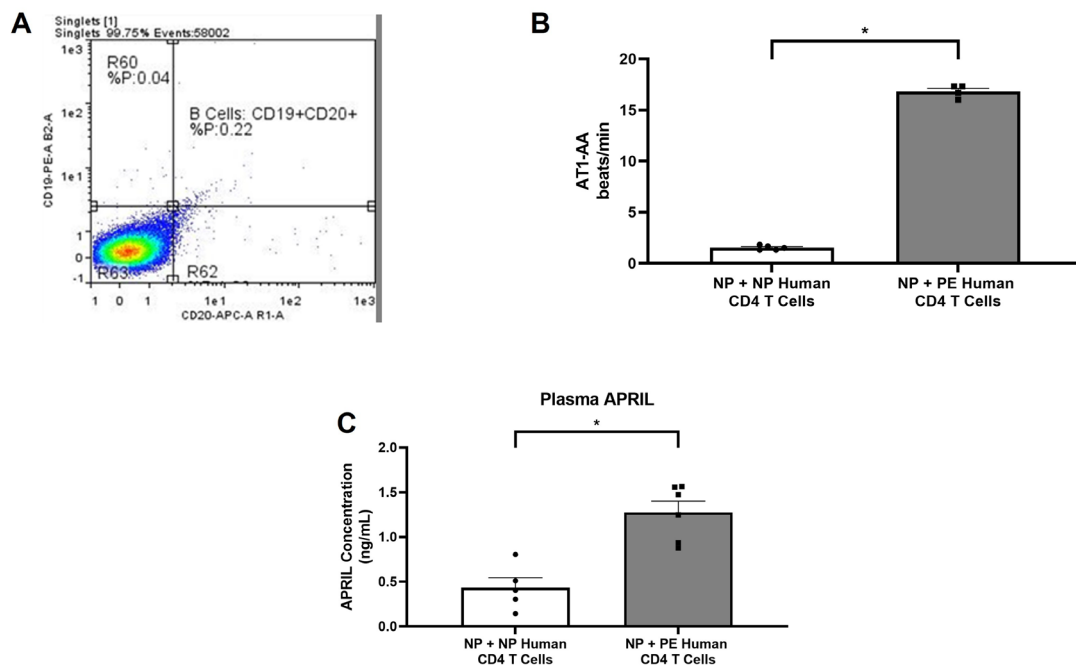 A
Singlets [1]
Singlets 99.75% Events:58002
1e3
1e2
1e1
1
0
-1
CD19-PE-A B2-A
R60
%P:0.04
B Cells: CD19+CD20+
%P:0.22
R63
R62
1 0 1 1e1 1e2 1e3
CD20-APC-A R1-A
B
*
AT1-AA
beats/min
20
15
10
5
0
NP + NP Human
CD4 T Cells
NP + PE Human
CD4 T Cells
C
Plasma APRIL
*
APRIL Concentration
(ng/mL)
2.0
1.5
1.0
0.5
0.0
NP + NP Human
CD4 T Cells
NP + PE Human
CD4 T Cells